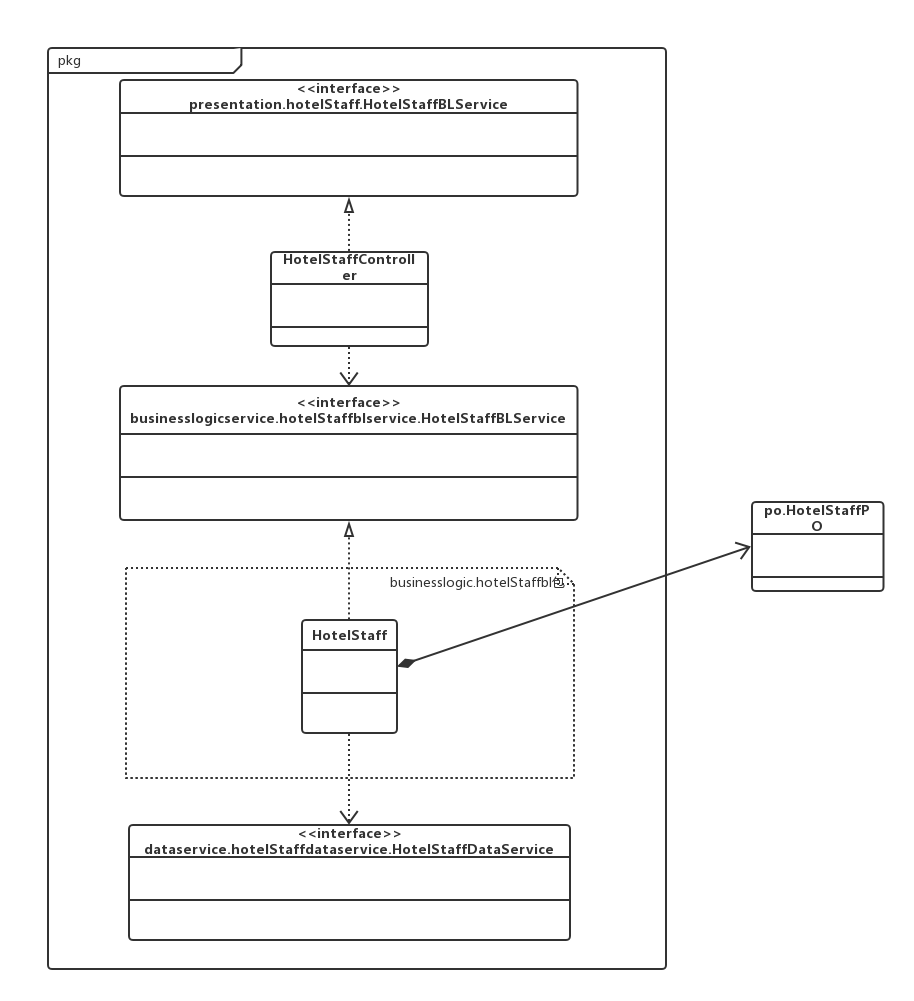 pkg
<<interface>>
presentation.hotelStaff.HotelStaffBLService
HotelStaffControll
er
<<interface>>
businesslogicservice.hotelStaffblservice.HotelStaffBLService
po.HotelStaffP
O
businesslogic.hotelStaffbl
HotelStaff
<<interface>>
dataservice.hotelStaffdataservice.HotelStaffDataService